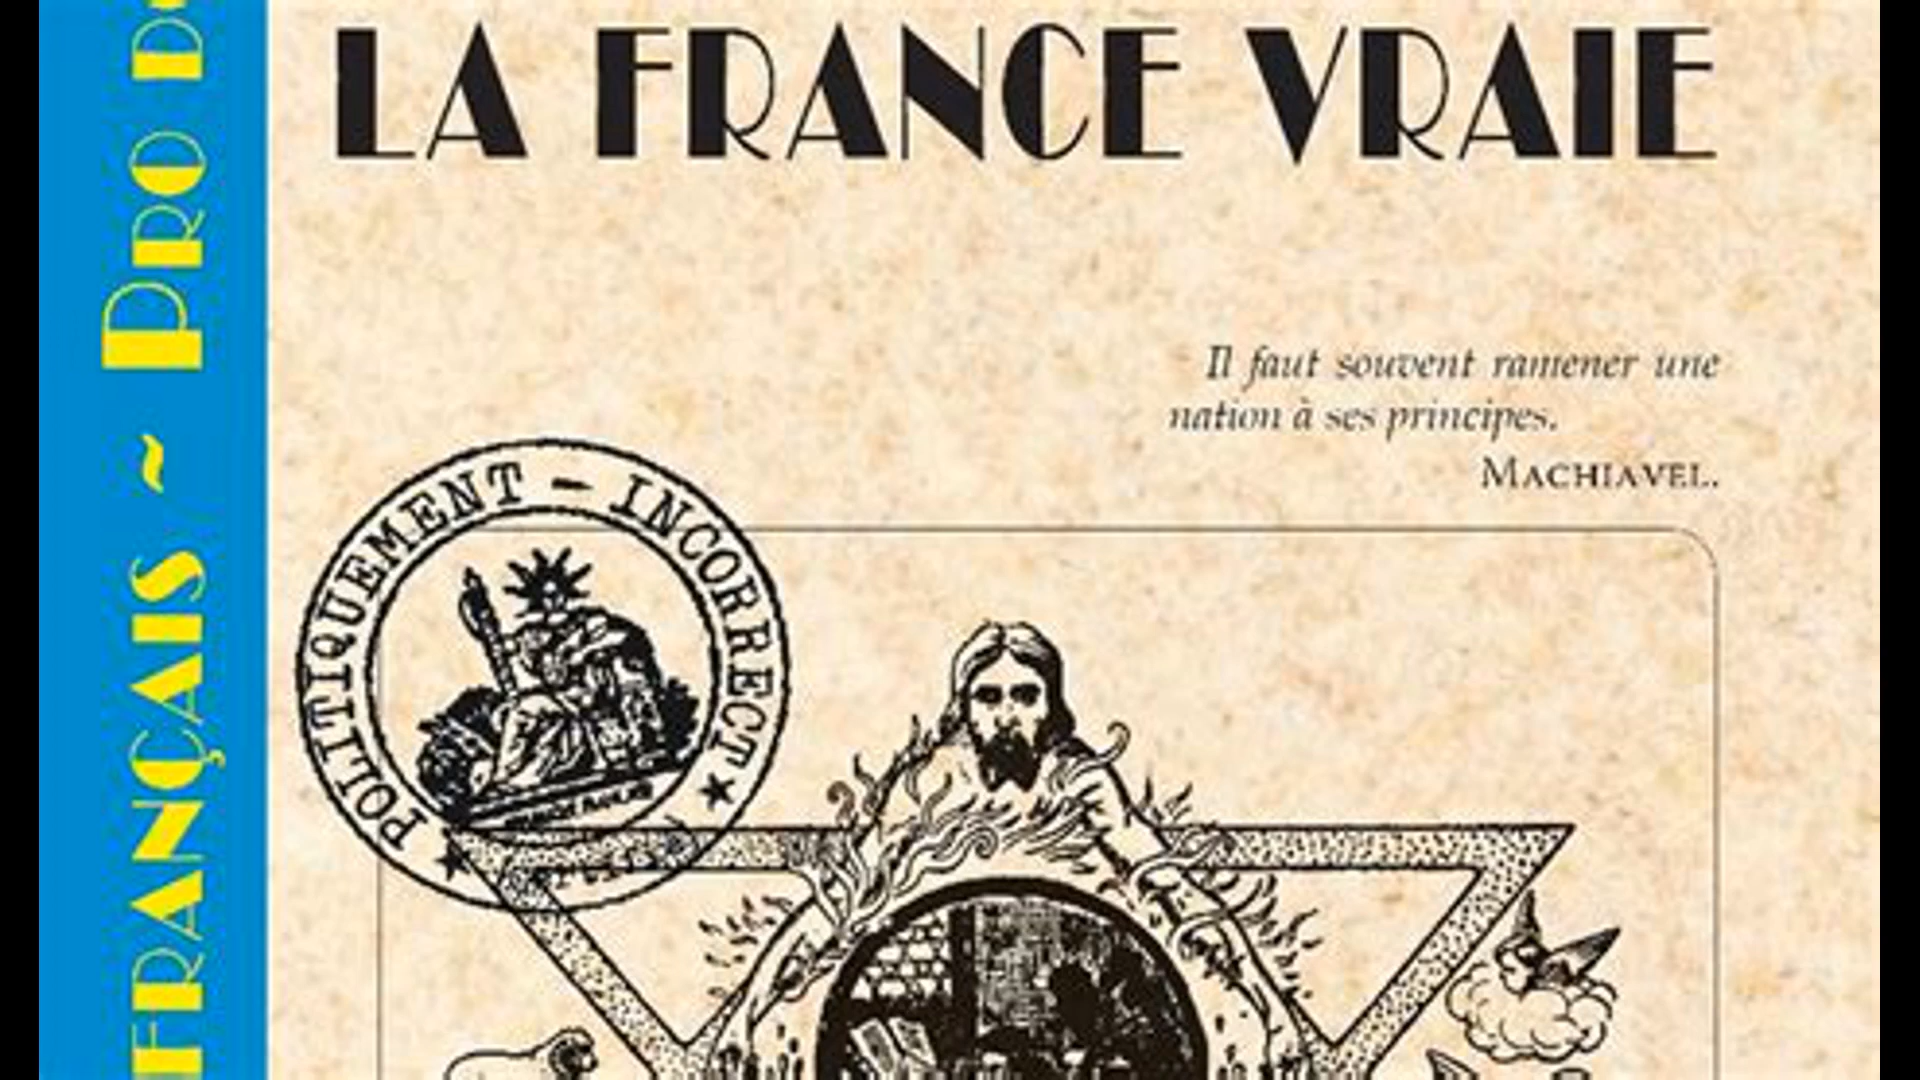 LA FRANCE VRAIE
Il faut souvent ramener une
nation à ses principes.
MACHIAVEL.
POLITIQUEMENT – INCORRECT
FRANÇAIS ~ PRO